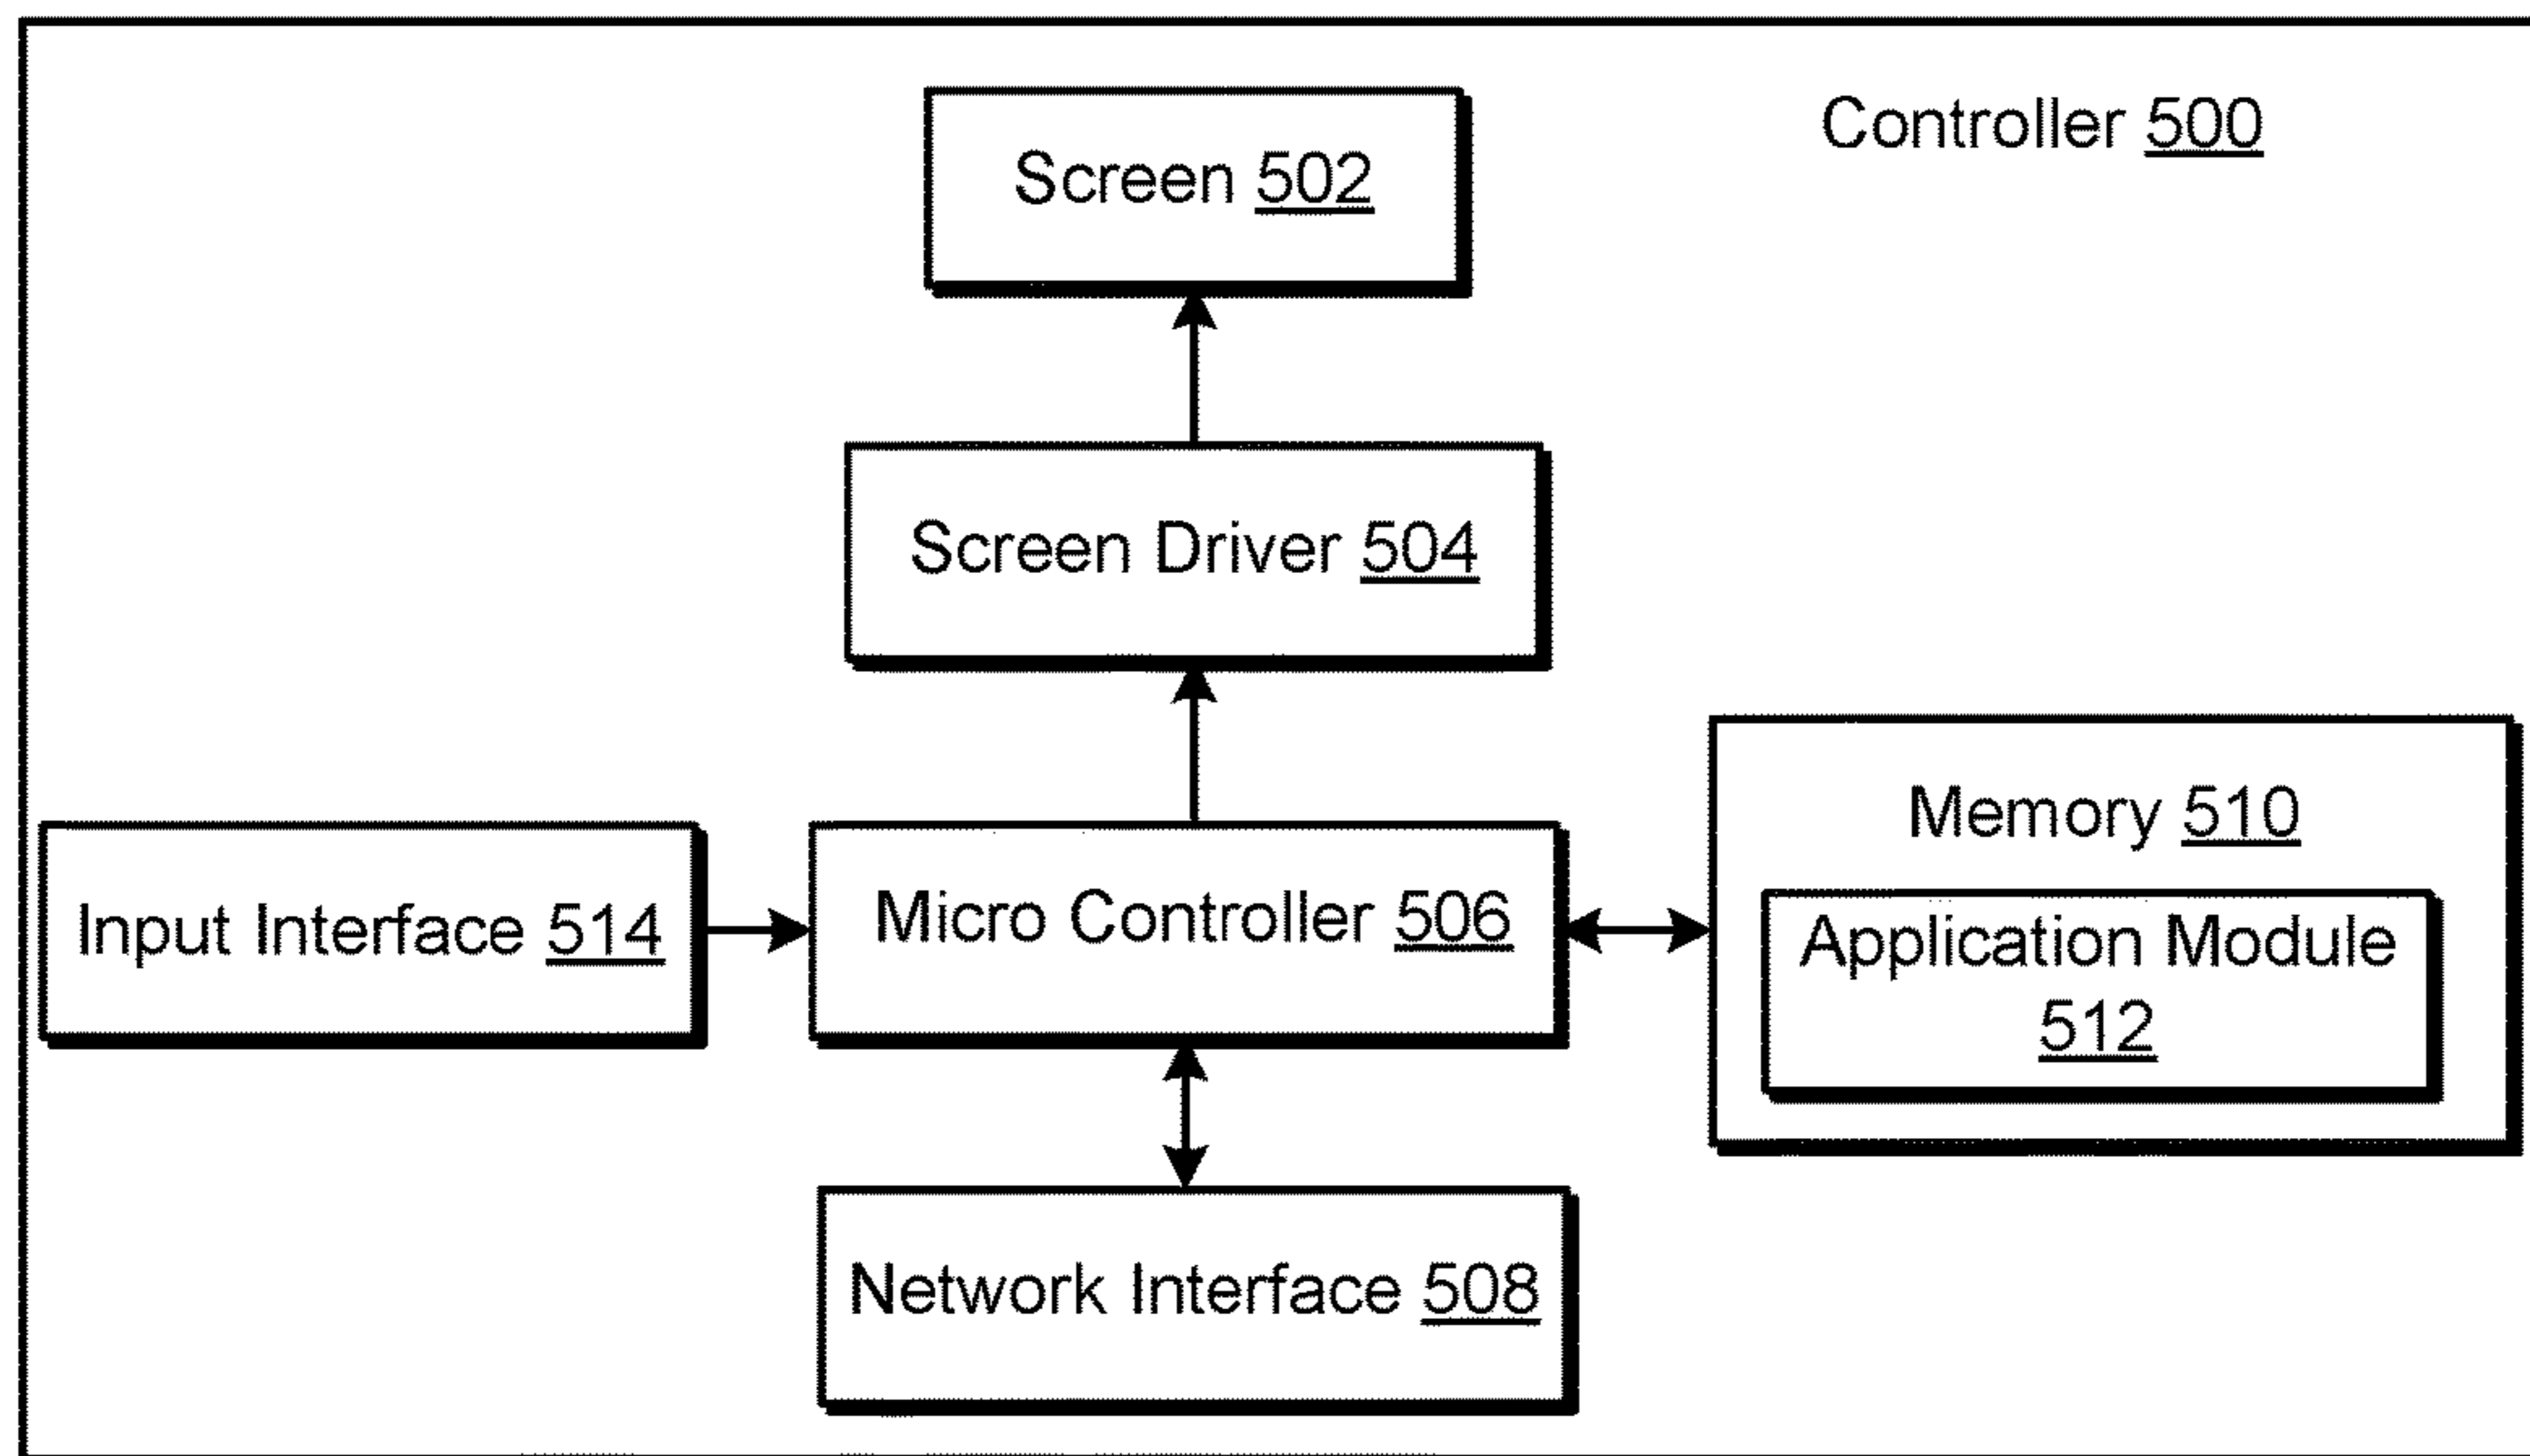 Controller 500
Screen 502
Screen Driver 504
Memory 510
Input Interface 514
Micro Controller 506
Application Module
512
Network Interface 508